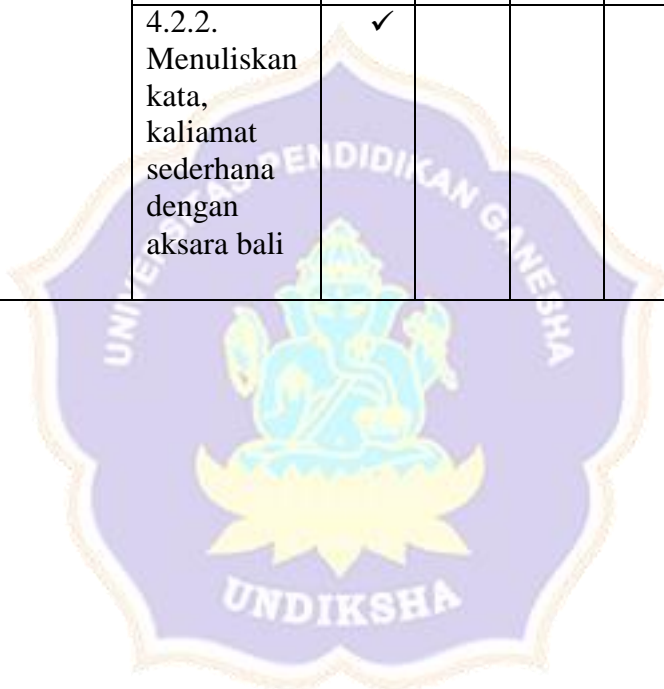 4.2.2. ✓
Menuliskan
kata,
kaliamat
sederhana
dengan
aksara bali
UNIVERSITAS PENDIDIKAN GANESHA
UNDIKSHA